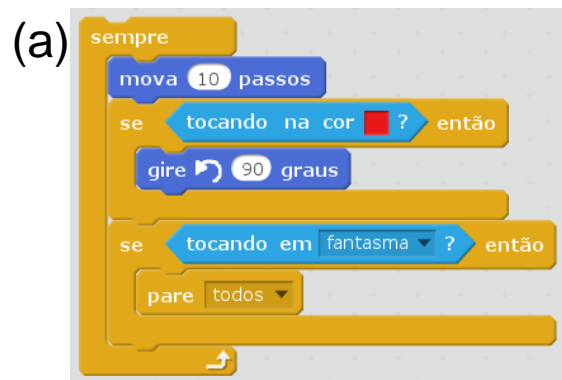 (a)
sempre
mova 10 passos
se tocando na cor ? então
gire 90 graus
se tocando em fantasma ? então
pare todos